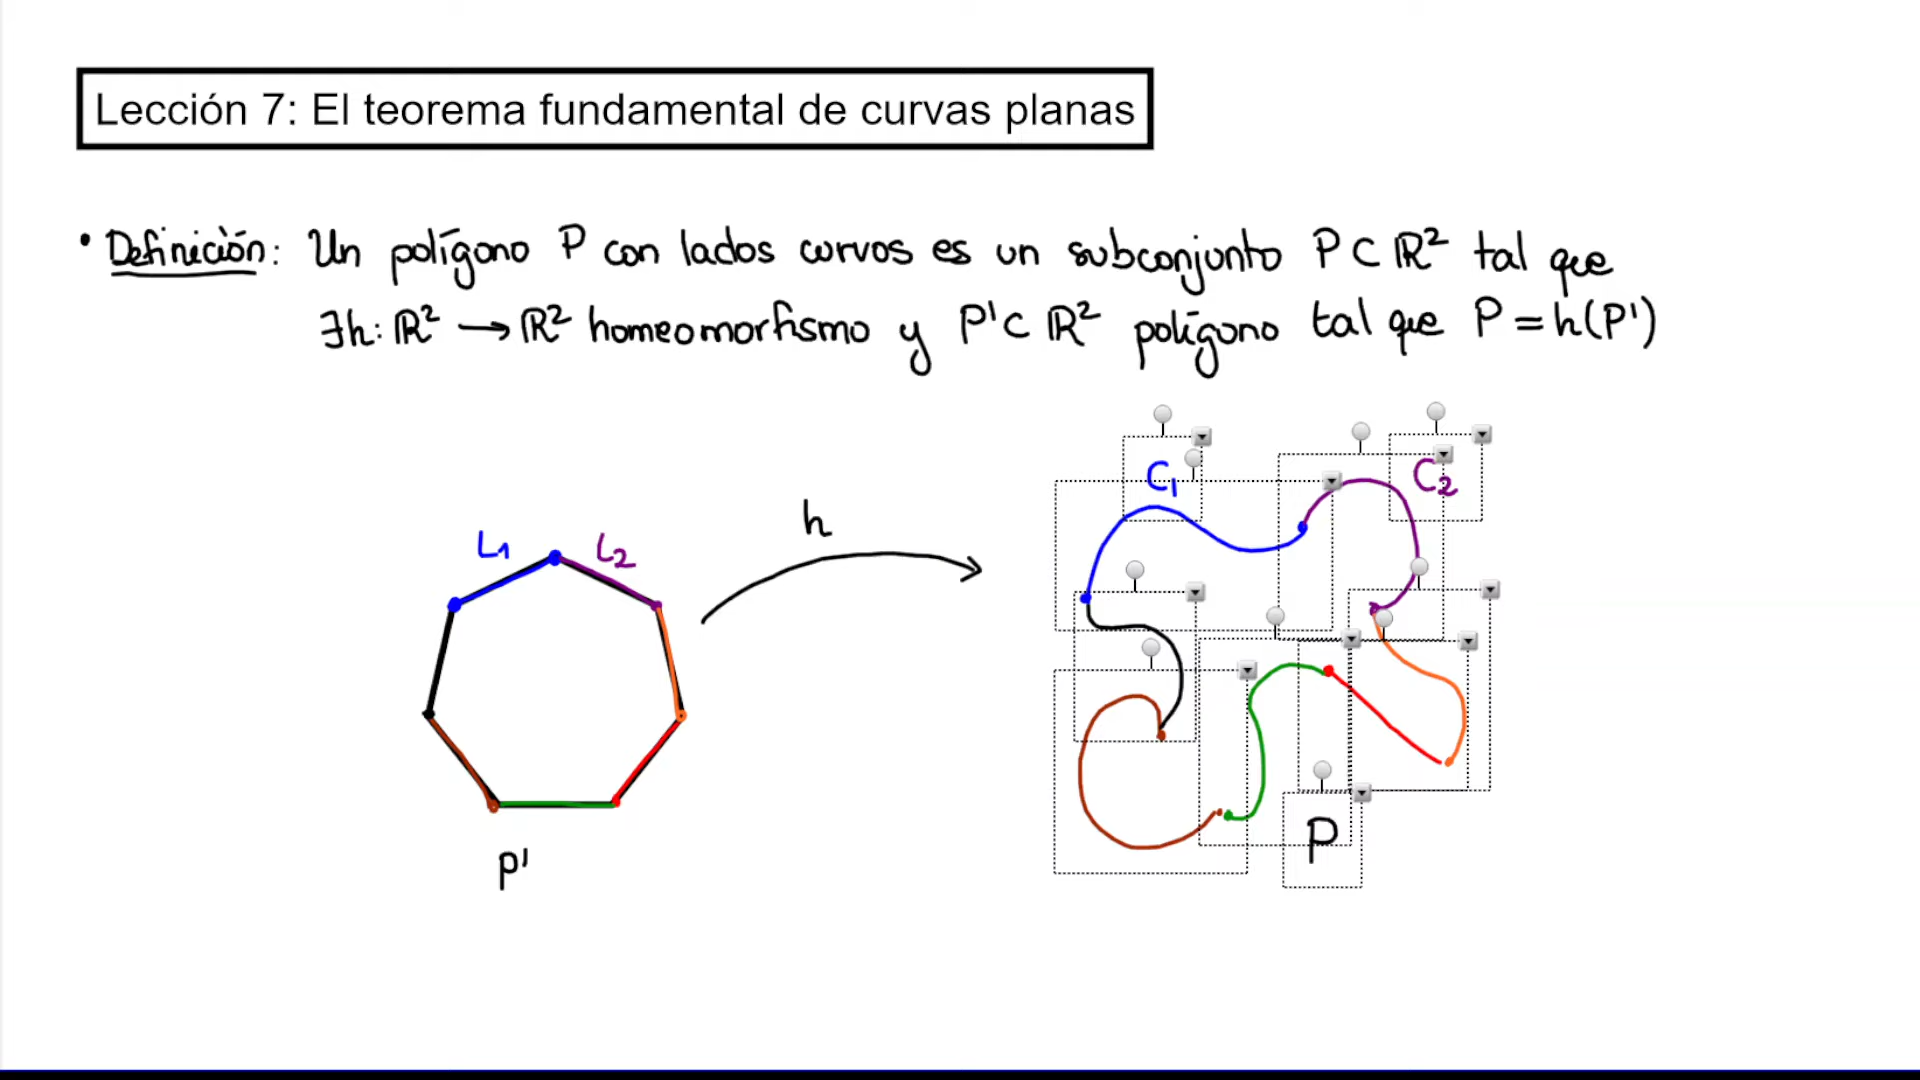 Lección 7: El teorema fundamental de curvas planas
• Definición: Un polígono P con lados curvos es un subconjunto P ⊂ ℝ² tal que
∃h: ℝ² → ℝ² homeomorfismo y P' ⊂ ℝ² polígono tal que P = h(P')
C₁
C₂
h
L₁
L₂
P
P'